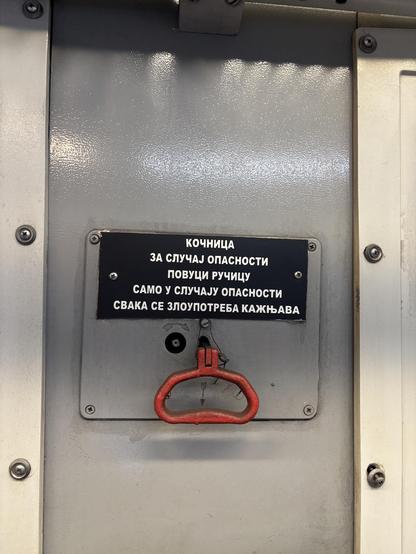 КОЧНИЦА
ЗА СЛУЧАЈ ОПАСНОСТИ
ПОВУЦИ РУЧИЦУ
САМО У СЛУЧАЈУ ОПАСНОСТИ
СВАКА СЕ ЗЛОУПОТРЕБА КАЖЊАВА